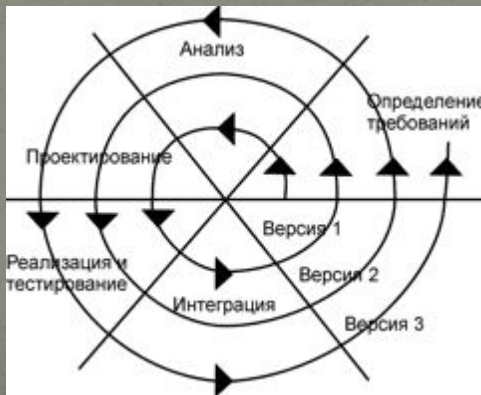 Анализ
Определение
требований
Проектирование
Версия 1
Реализация и
тестирование
Интеграция
Версия 2
Версия 3